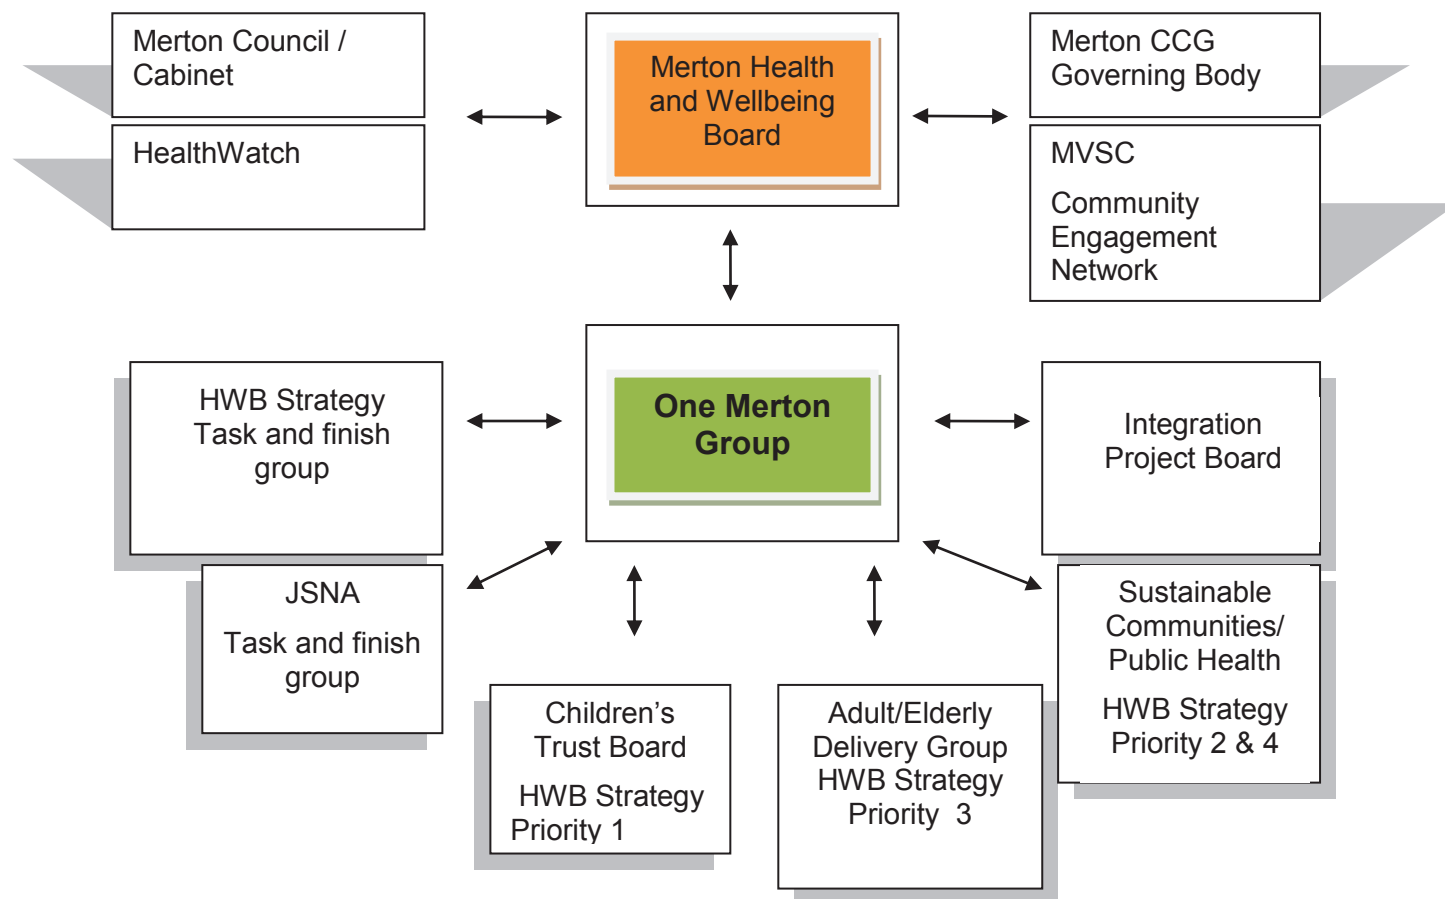 Merton Council /
Cabinet
HealthWatch
Merton Health
and Wellbeing
Board
Merton CCG
Governing Body
MVSC
Community
Engagement
Network
HWB Strategy
Task and finish
group
One Merton
Group
Integration
Project Board
JSNA
Task and finish
group
Children’s
Trust Board
HWB Strategy
Priority 1
Adult/Elderly
Delivery Group
HWB Strategy
Priority 3
Sustainable
Communities/
Public Health
HWB Strategy
Priority 2 & 4